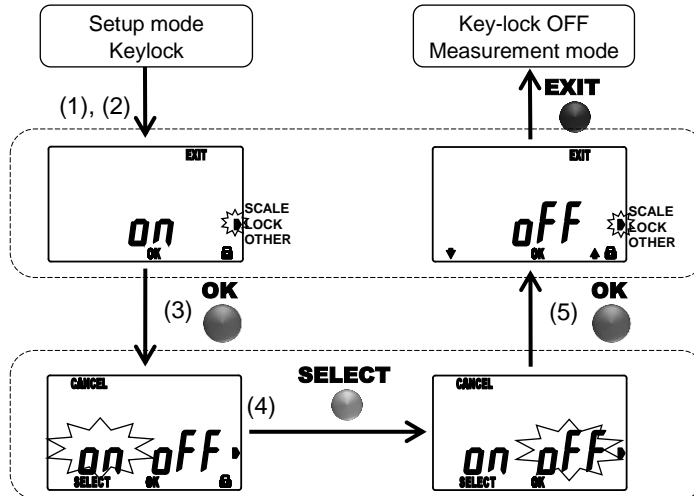 Setup mode
Keylock
Key-lock OFF
Measurement mode
(1), (2)
EXIT
EXIT
on
OK
SCALE
LOCK
OTHER
EXIT
oFF
OK
SCALE
LOCK
OTHER
(3)
OK
(5)
OK
CANCEL
on oFF
SELECT OK
(4)
SELECT
CANCEL
on oFF
SELECT OK